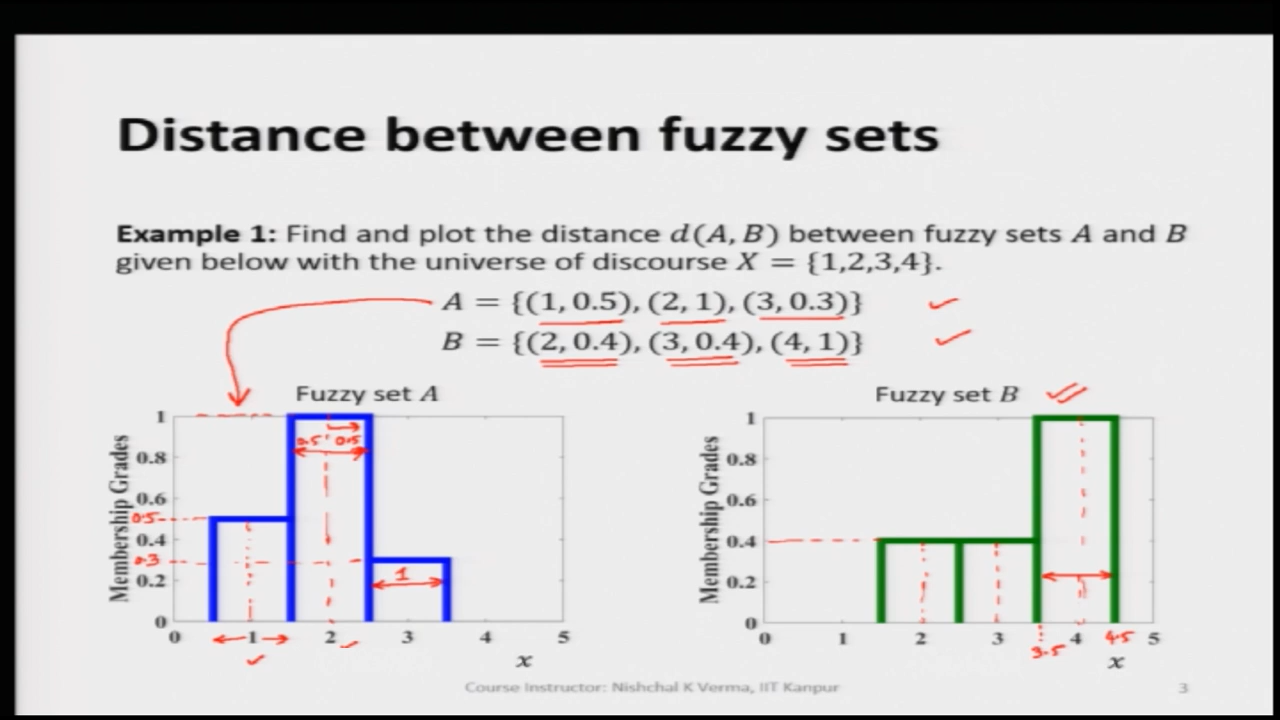 Distance between fuzzy sets
Example 1: Find and plot the distance d(A, B) between fuzzy sets A and B
given below with the universe of discourse X = {1,2,3,4}.
A = {(1, 0.5), (2, 1), (3, 0.3)}
B = {(2, 0.4), (3, 0.4), (4, 1)}
Fuzzy set A
Membership Grades
1
0.8
0.6
0.4
0.2
0
0.5
0.3
0.5 0.5
1
0 1 2 3 4 5
x
Fuzzy set B
Membership Grades
1
0.8
0.6
0.4
0.2
0
0 1 2 3 4 5
3.5 4.5
x
Course Instructor: Nishchal K Verma, IIT Kanpur
3